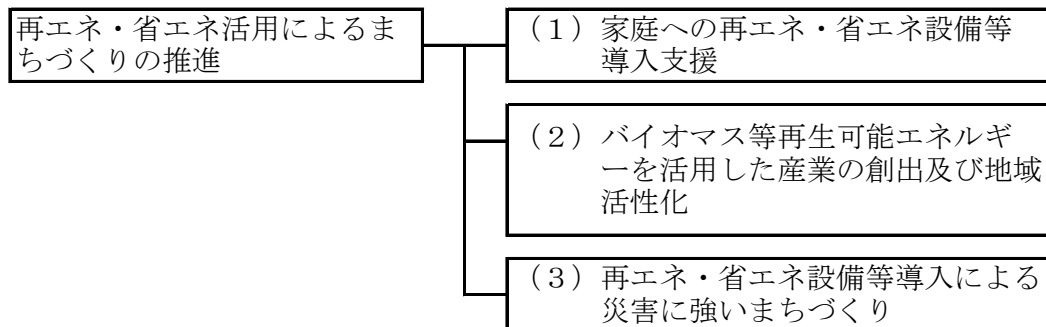 再エネ・省エネ活用によるま
ちづくりの推進
（１）家庭への再エネ・省エネ設備等
導入支援
（２）バイオマス等再生可能エネルギ
ーを活用した産業の創出及び地域
活性化
（３）再エネ・省エネ設備等導入による
災害に強いまちづくり